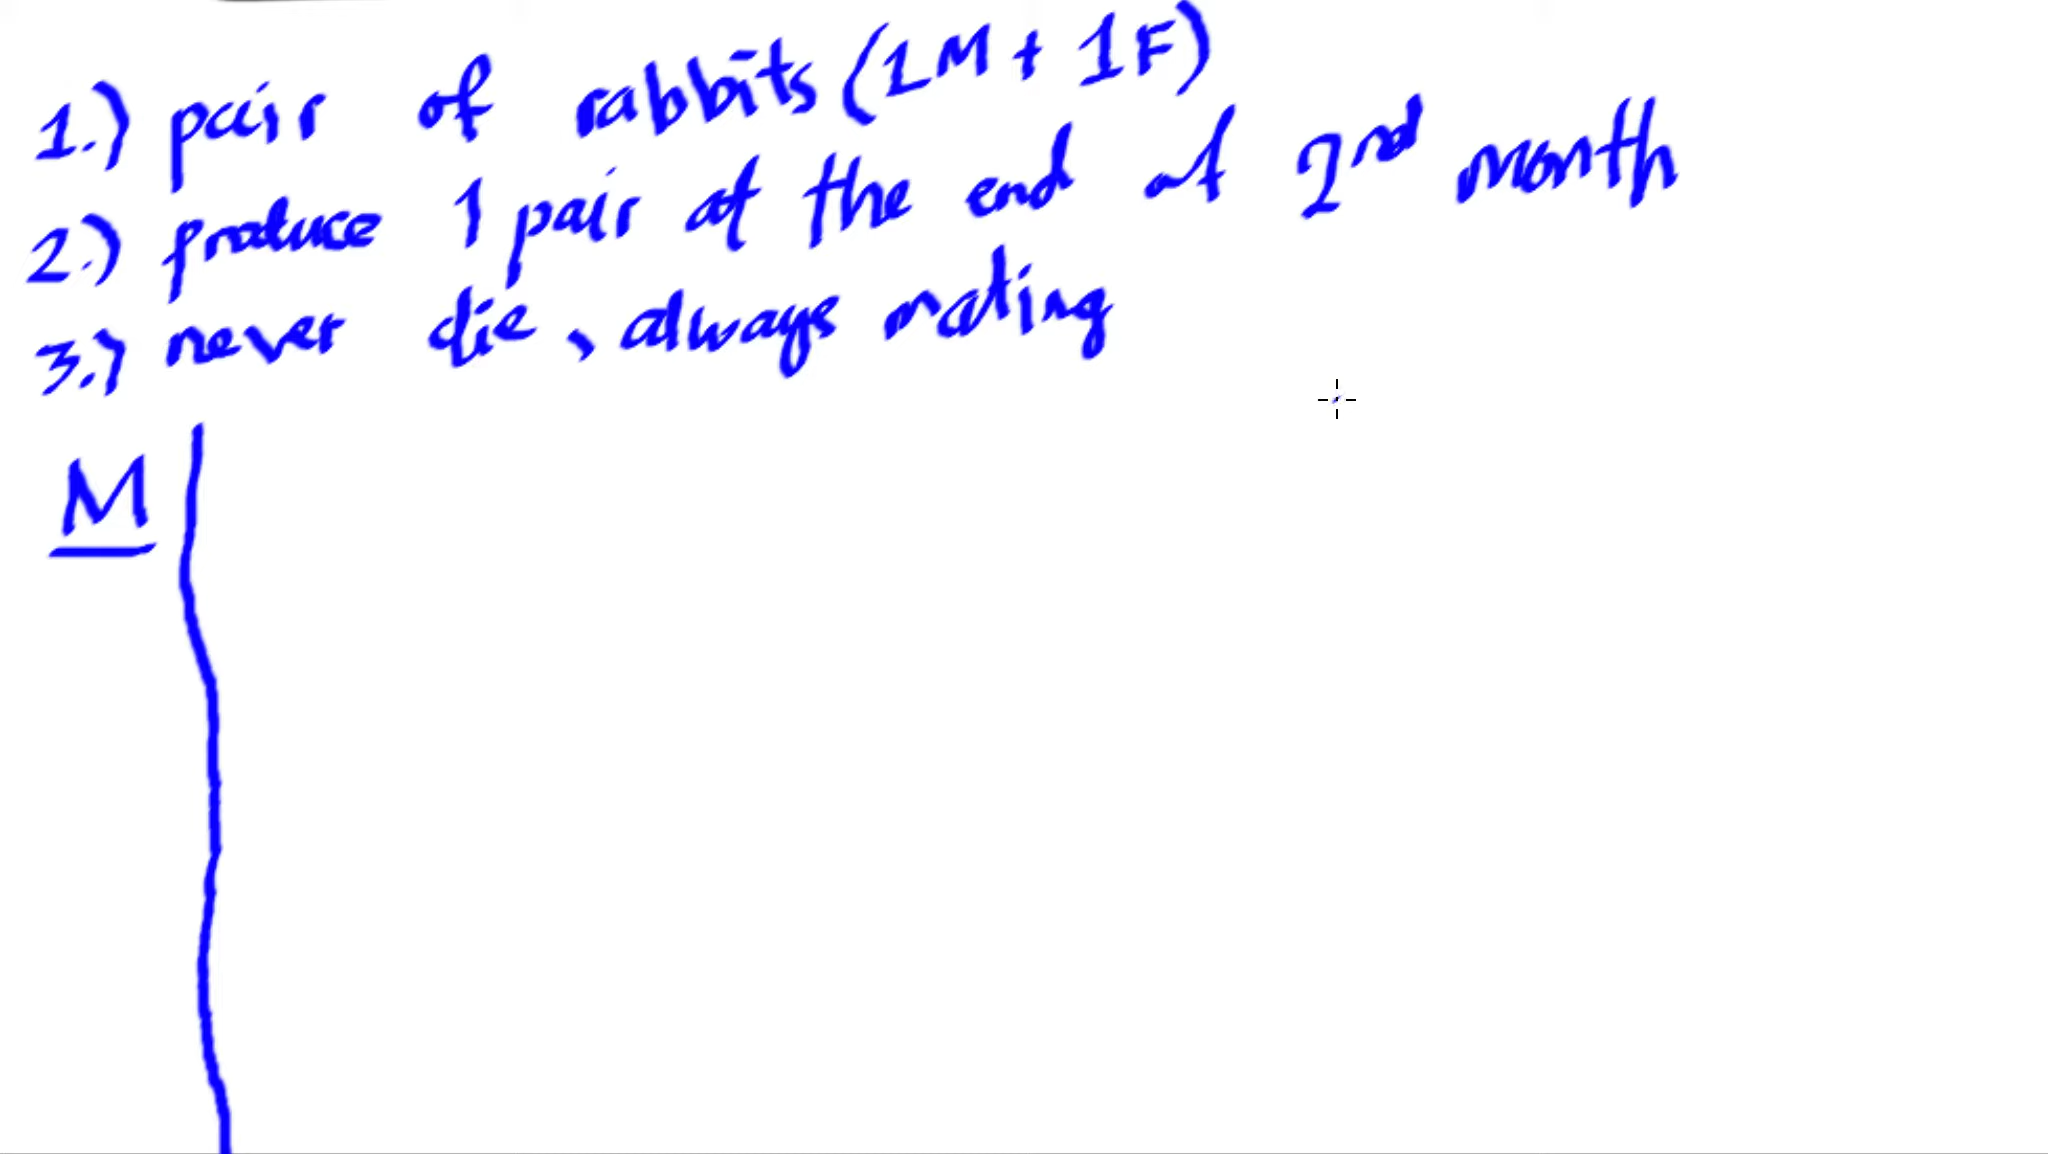 1.) pair of rabbits (1M + 1F)
2.) produce 1 pair at the end of 2nd month
3.) never die, always mating
M